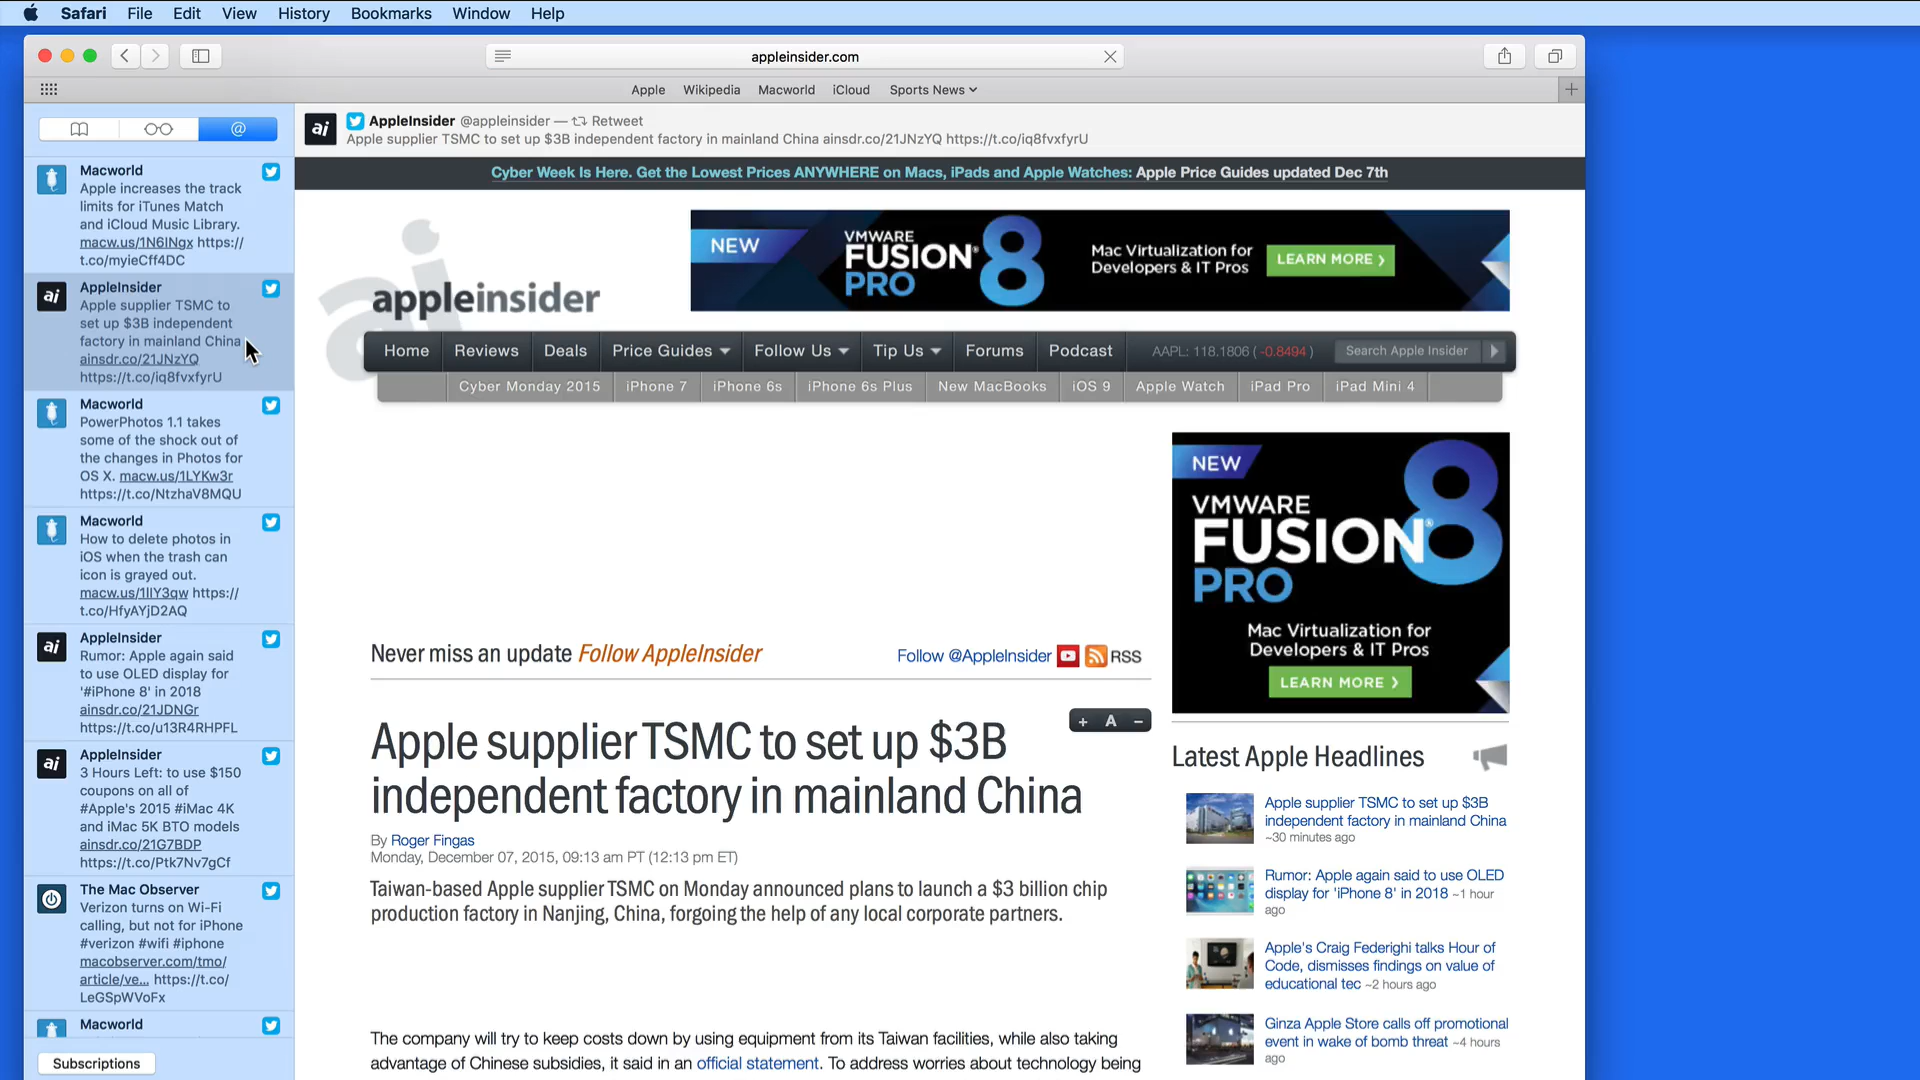 Safari File Edit View History Bookmarks Window Help
appleinsider.com
Apple Wikipedia Macworld iCloud Sports News
@
Macworld
Apple increases the track
limits for iTunes Match
and iCloud Music Library.
macw.us/1N6INgx https://
t.co/myieCff4DC
ai
AppleInsider
Apple supplier TSMC to
set up $3B independent
factory in mainland China
ainsdr.co/21JNzYQ
https://t.co/iq8fvxfyrU
Macworld
PowerPhotos 1.1 takes
some of the shock out of
the changes in Photos for
OS X. macw.us/1LYKw3r
https://t.co/NtzhaV8MQU
Macworld
How to delete photos in
iOS when the trash can
icon is grayed out.
macw.us/1IIY3qw https://
t.co/HfyAYjD2AQ
ai
AppleInsider
Rumor: Apple again said
to use OLED display for
'#iPhone 8' in 2018
ainsdr.co/21JDNGr
https://t.co/u13R4RHPFL
ai
AppleInsider
3 Hours Left: to use $150
coupons on all of
#Apple's 2015 #iMac 4K
and iMac 5K BTO models
ainsdr.co/21G7BDP
https://t.co/Ptk7Nv7gCf
The Mac Observer
Verizon turns on Wi-Fi
calling, but not for iPhone
#verizon #wifi #iphone
macobserver.com/tmo/
article/ve... https://t.co/
LeGSpWVoFx
Macworld
Subscriptions
ai
AppleInsider @appleinsider — Retweet
Apple supplier TSMC to set up $3B independent factory in mainland China ainsdr.co/21JNzYQ https://t.co/iq8fvxfyrU
Cyber Week Is Here. Get the Lowest Prices ANYWHERE on Macs, iPads and Apple Watches: Apple Price Guides updated Dec 7th
ai
appleinsider
NEW
VMWARE
FUSION® 8
PRO
Mac Virtualization for
Developers & IT Pros
LEARN MORE
Home Reviews Deals Price Guides Follow Us Tip Us Forums Podcast AAPL: 118.1806 ( -0.8494 ) Search Apple Insider
Cyber Monday 2015 iPhone 7 iPhone 6s iPhone 6s Plus New MacBooks iOS 9 Apple Watch iPad Pro iPad Mini 4
Never miss an update Follow AppleInsider
Follow @AppleInsider RSS
+ A −
Apple supplier TSMC to set up $3B
independent factory in mainland China
By Roger Fingas
Monday, December 07, 2015, 09:13 am PT (12:13 pm ET)
Taiwan-based Apple supplier TSMC on Monday announced plans to launch a $3 billion chip
production factory in Nanjing, China, forgoing the help of any local corporate partners.
The company will try to keep costs down by using equipment from its Taiwan facilities, while also taking
advantage of Chinese subsidies, it said in an official statement. To address worries about technology being
NEW
VMWARE
FUSION® 8
PRO
Mac Virtualization for
Developers & IT Pros
LEARN MORE
Latest Apple Headlines
Apple supplier TSMC to set up $3B
independent factory in mainland China
~30 minutes ago
Rumor: Apple again said to use OLED
display for 'iPhone 8' in 2018 ~1 hour
ago
Apple's Craig Federighi talks Hour of
Code, dismisses findings on value of
educational tec ~2 hours ago
Ginza Apple Store calls off promotional
event in wake of bomb threat ~4 hours
ago